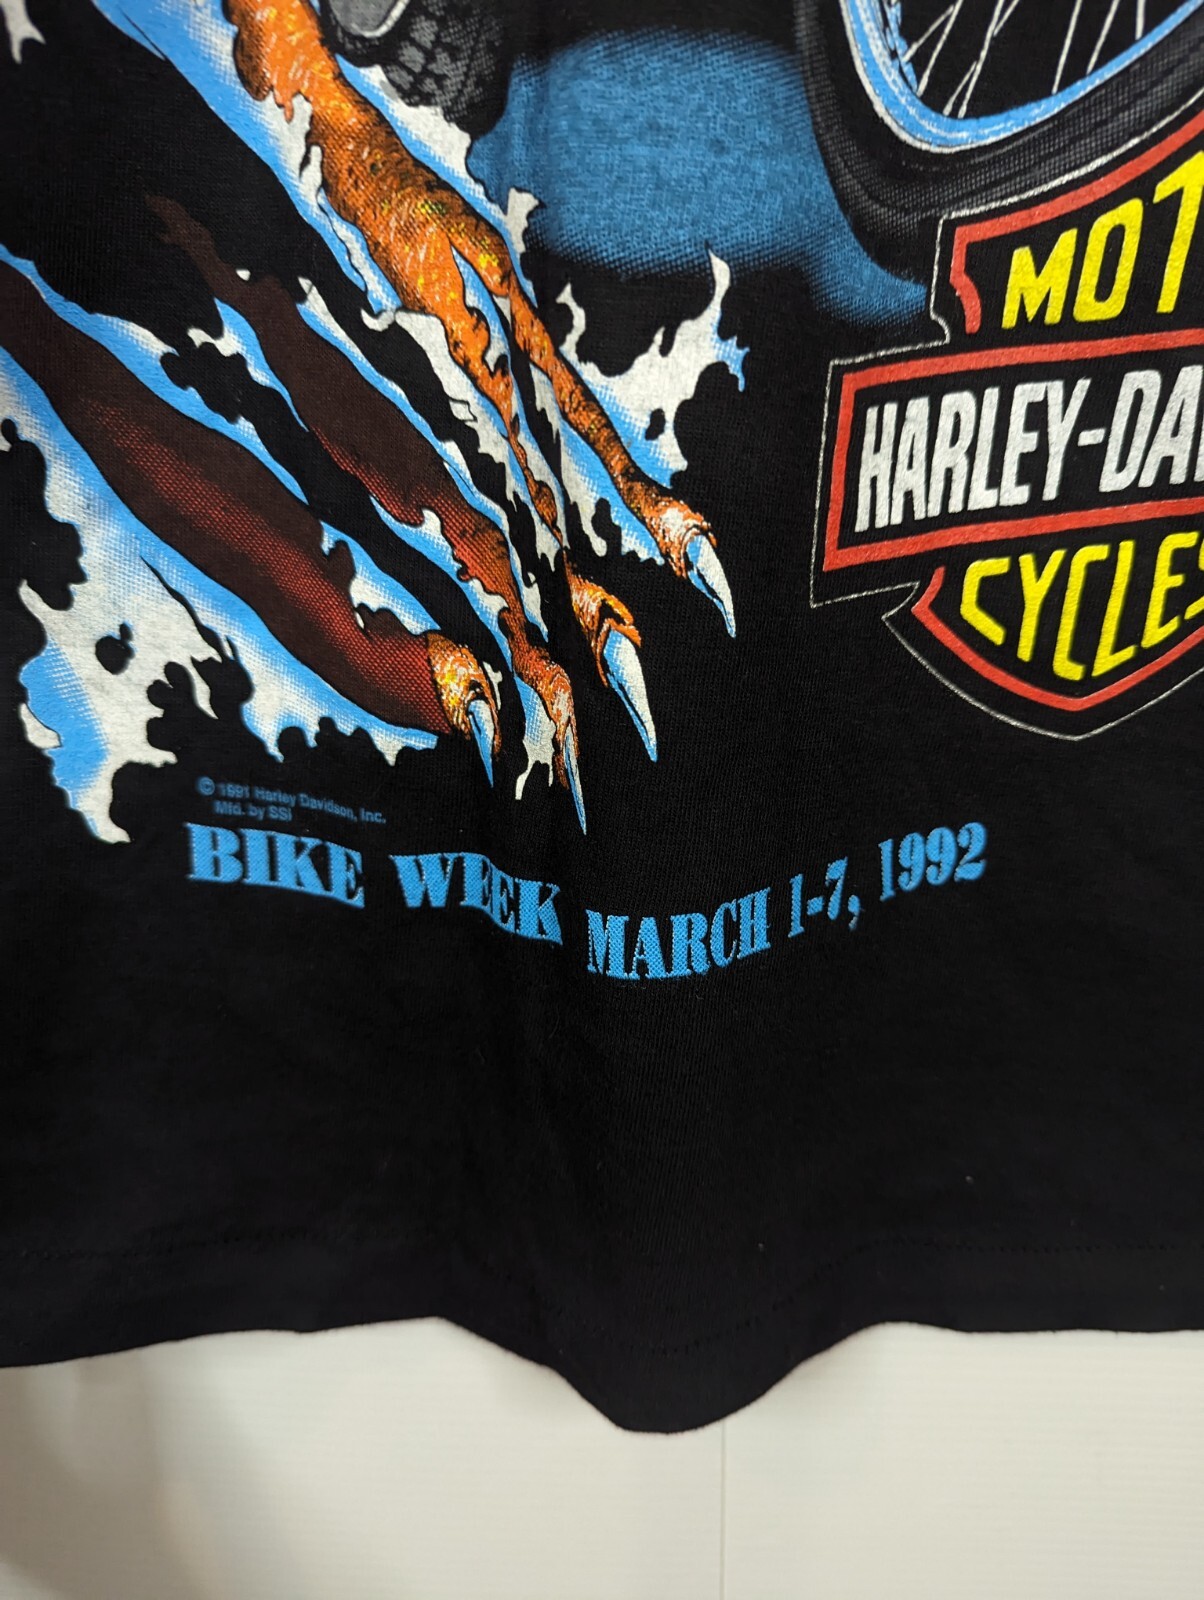 MOT
HARLEY-DA
CYCLES
© 1991 Harley Davidson, Inc.
Mfd. by SSI
BIKE WEEK MARCH 1-7, 1992